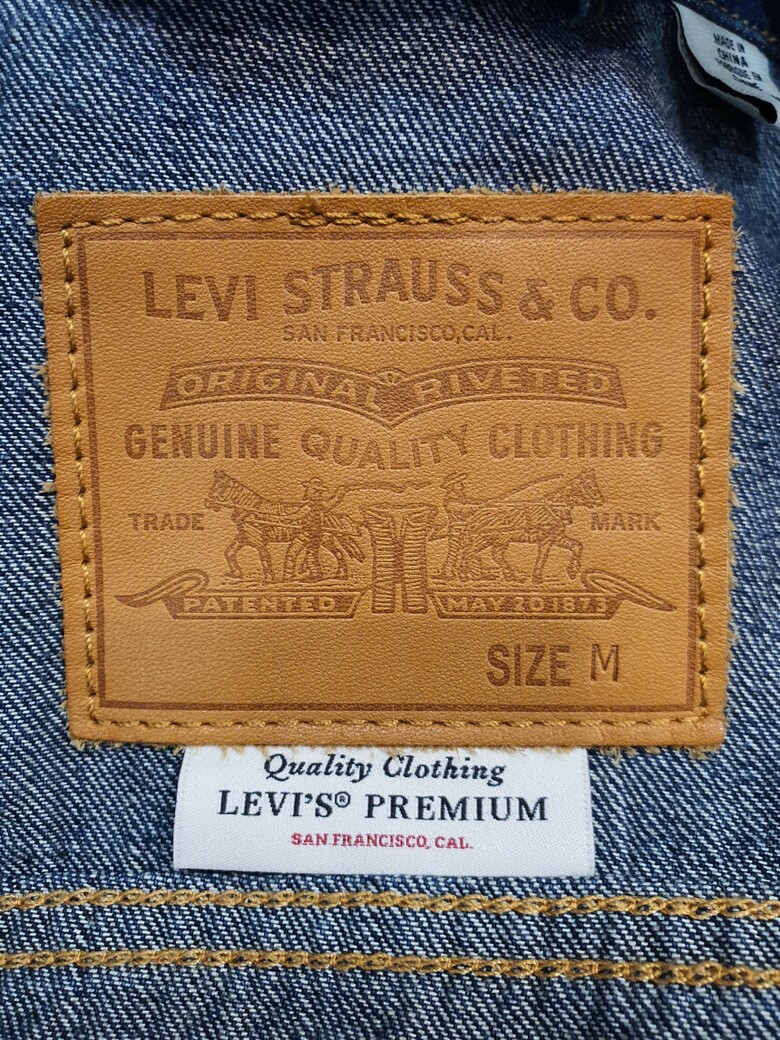 MADE IN
CHINA
LEVI STRAUSS & CO.
SAN FRANCISCO, CAL.
ORIGINAL RIVETED
GENUINE QUALITY CLOTHING
TRADE MARK
PATENTED MAY 20 1873
SIZE M
Quality Clothing
LEVI'S® PREMIUM
SAN FRANCISCO, CAL.